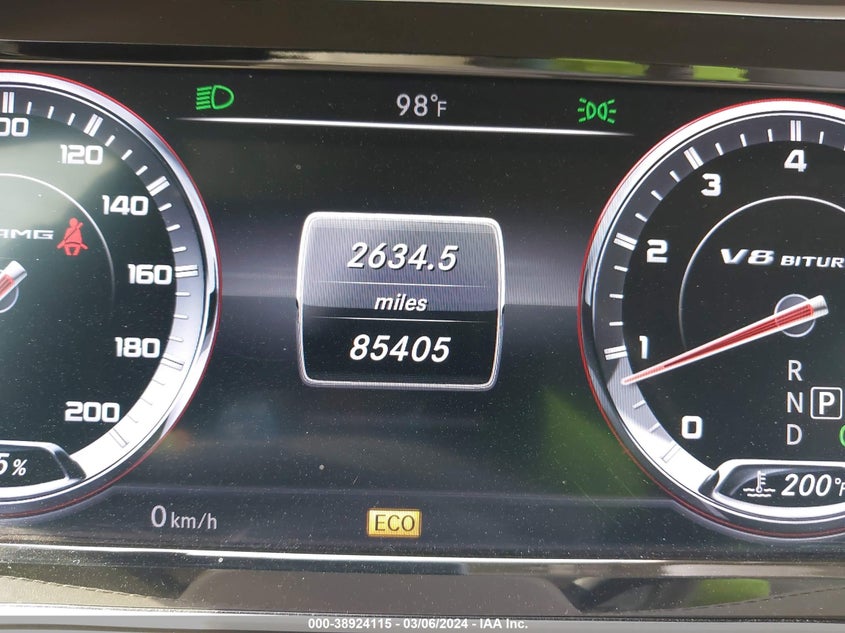 98°F
120
140
160
180
200
AMG
5%
2634.5
miles
85405
4
3
2
1
0
V8 BITUR
R
N P
D
200°F
0 km/h
ECO
000-38924115 - 03/06/2024 - IAA Inc.